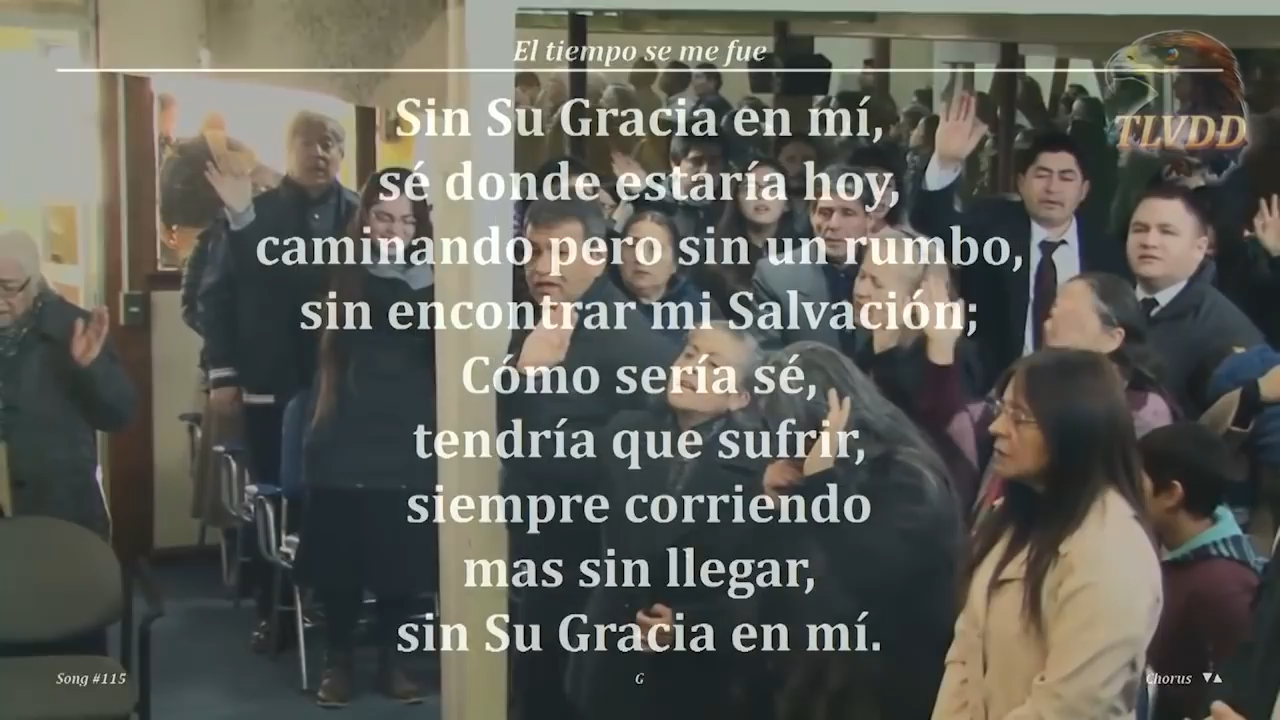 El tiempo se me fue
TLVDD
Sin Su Gracia en mí,
sé donde estaría hoy,
caminando pero sin un rumbo,
sin encontrar mi Salvación;
Cómo sería sé,
tendría que sufrir,
siempre corriendo
mas sin llegar,
sin Su Gracia en mí.
Song #115
G
Chorus ▼▲